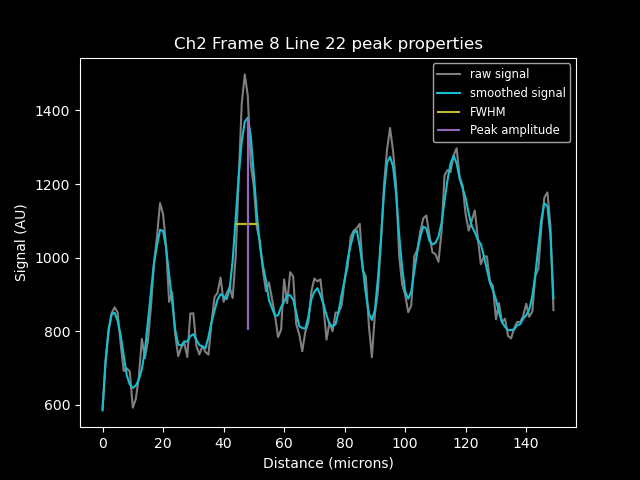 Ch2 Frame 8 Line 22 peak properties
raw signal
smoothed signal
FWHM
Peak amplitude
Signal (AU)
1400
1200
1000
800
600
0 20 40 60 80 100 120 140
Distance (microns)